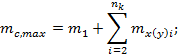 m_{c,max} = m_1 + \sum_{i=2}^{n_k} m_{x(y)i};